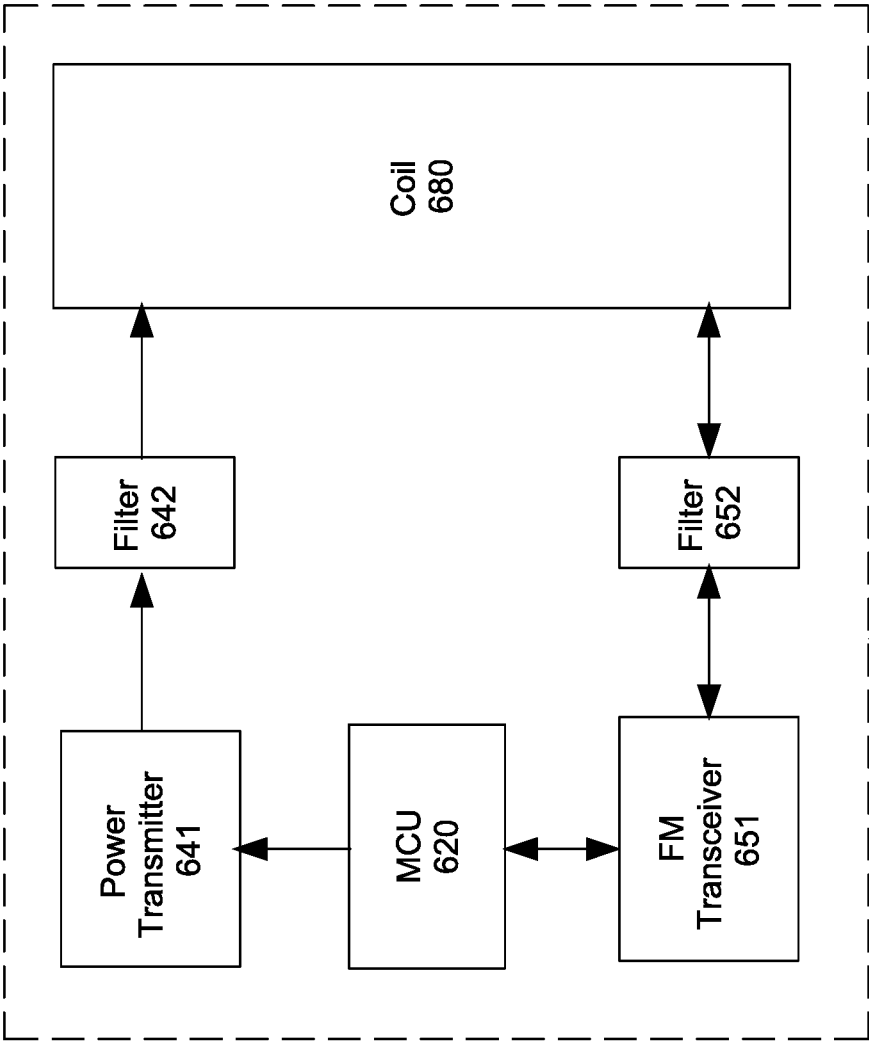 Power
Transmitter
641
Filter
642
Coil
680
MCU
620
FM
Transceiver
651
Filter
652